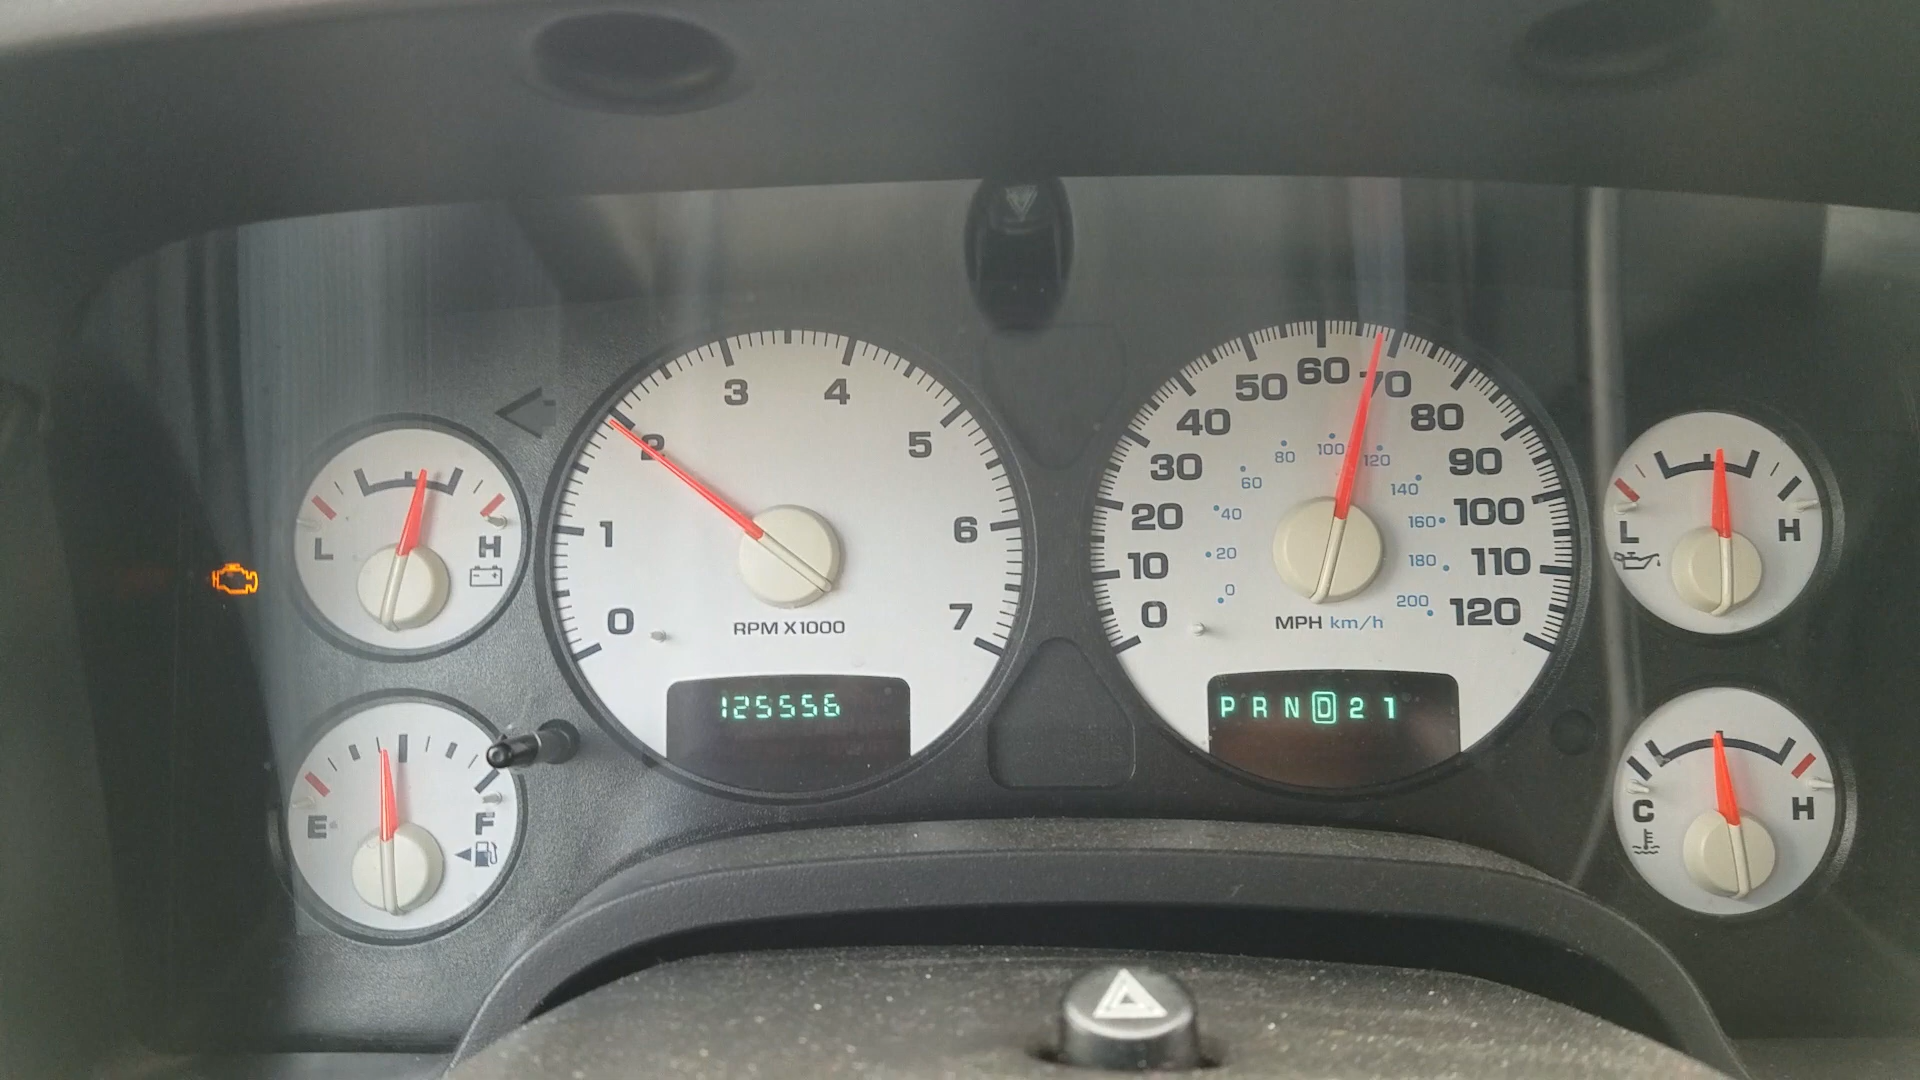 L H
E F
0 1 2 3 4 5 6 7
RPM X1000
125556
0 10 20 30 40 50 60 70 80 90 100 110 120
0 20 40 60 80 100 120 140 160 180 200
MPH km/h
P R N D 2 1
L H
C H